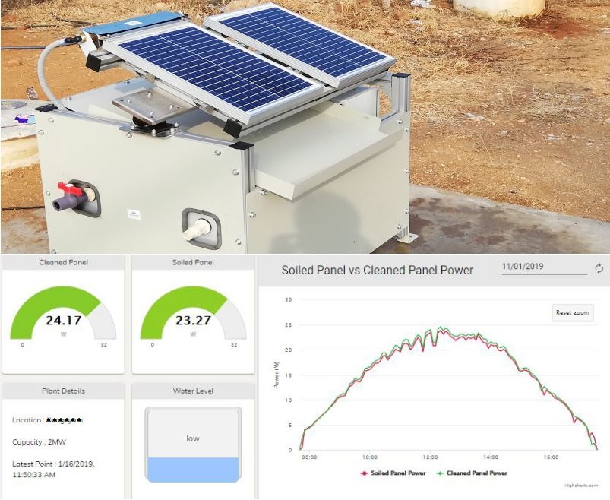 Cleaned Panel
24.17
W
0
32
Soiled Panel
23.27
W
0
32
Soiled Panel vs Cleaned Panel Power
11/01/2019
Reset zoom
Power (W)
30
25
20
15
10
5
0
08:00
10:00
12:00
14:00
16:00
Soiled Panel Power
Cleaned Panel Power
Highcharts.com
Plant Details
Location :
Capacity : 2MW
Latest Point : 1/16/2019,
11:50:33 AM
Water Level
low